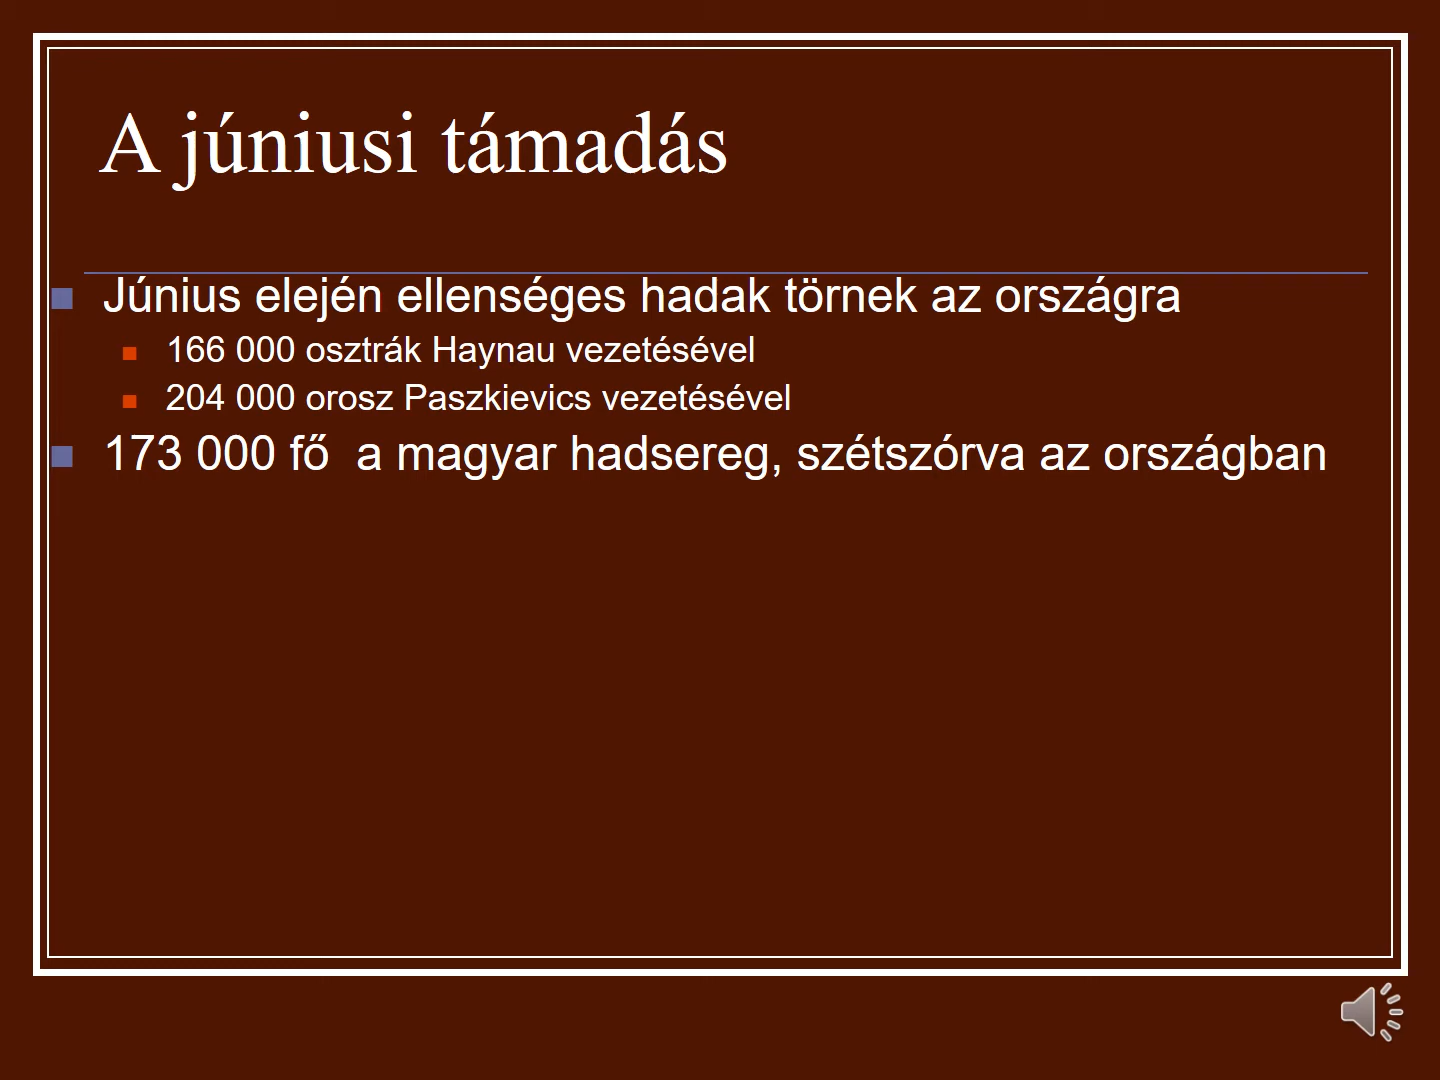 A júniusi támadás
Június elején ellenséges hadak törnek az országra
166 000 osztrák Haynau vezetésével
204 000 orosz Paszkievics vezetésével
173 000 fő  a magyar hadsereg, szétszórva az országban